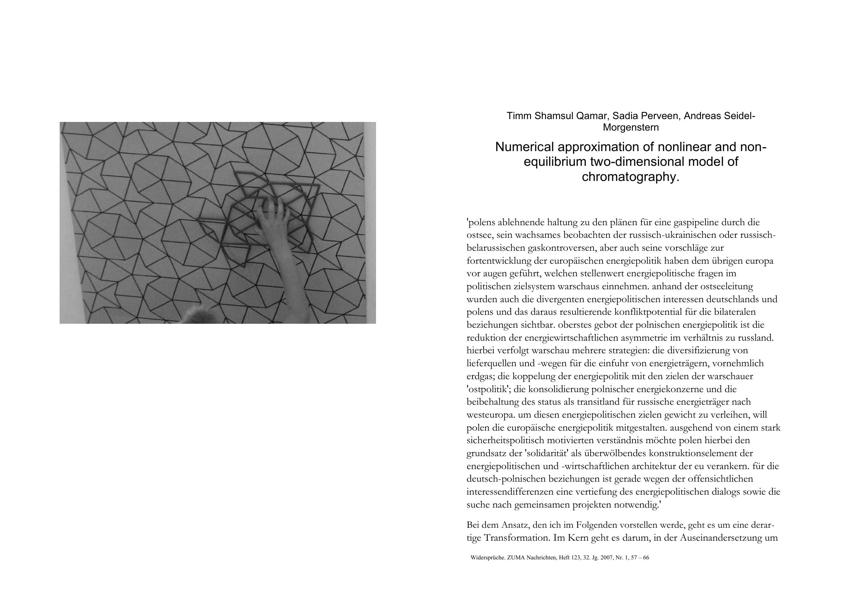 Timm Shamsul Qamar, Sadia Perveen, Andreas Seidel-
Morgenstern
Numerical approximation of nonlinear and non-
equilibrium two-dimensional model of
chromatography.
'polens ablehnende haltung zu den plänen für eine gaspipeline durch die
ostsee, sein wachsames beobachten der russisch-ukrainischen oder russisch-
belarussischen gaskontroversen, aber auch seine vorschläge zur
fortentwicklung der europäischen energiepolitik haben dem übrigen europa
vor augen geführt, welchen stellenwert energiepolitische fragen im
politischen zielsystem warschaus einnehmen. anhand der ostseeleitung
wurden auch die divergenten energiepolitischen interessen deutschlands und
polens und das daraus resultierende konfliktpotential für die bilateralen
beziehungen sichtbar. oberstes gebot der polnischen energiepolitik ist die
reduktion der energiewirtschaftlichen asymmetrie im verhältnis zu russland.
hierbei verfolgt warschau mehrere strategien: die diversifizierung von
lieferquellen und -wegen für die einfuhr von energieträgern, vornehmlich
erdgas; die koppelung der energiepolitik mit den zielen der warschauer
'ostpolitik'; die konsolidierung polnischer energiekonzerne und die
beibehaltung des status als transitland für russische energieträger nach
westeuropa. um diesen energiepolitischen zielen gewicht zu verleihen, will
polen die europäische energiepolitik mitgestalten. ausgehend von einem stark
sicherheitspolitisch motivierten verständnis möchte polen hierbei den
grundsatz der 'solidarität' als überwölbendes konstruktionselement der
energiepolitischen und -wirtschaftlichen architektur der eu verankern. für die
deutsch-polnischen beziehungen ist gerade wegen der offensichtlichen
interessendifferenzen eine vertiefung des energiepolitischen dialogs sowie die
suche nach gemeinsamen projekten notwendig.'
Bei dem Ansatz, den ich im Folgenden vorstellen werde, geht es um eine derar-
tige Transformation. Im Kern geht es darum, in der Auseinandersetzung um
Widersprüche. ZUMA Nachrichten, Heft 123, 32. Jg. 2007, Nr. 1, 57 – 66